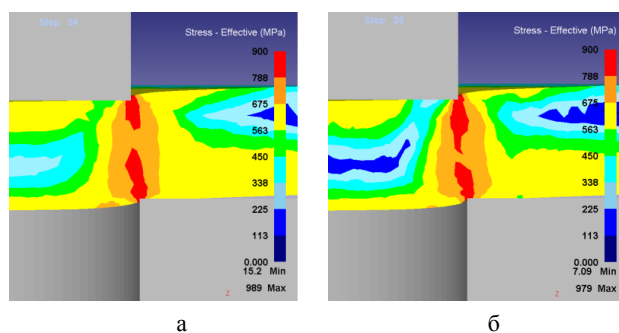 Step 24
Stress - Effective (MPa)
900
788
675
563
450
338
225
113
0.000
15.2 Min
z
989 Max
Step 25
Stress - Effective (MPa)
900
788
675
563
450
338
225
113
0.000
7.09 Min
z
979 Max
а
б